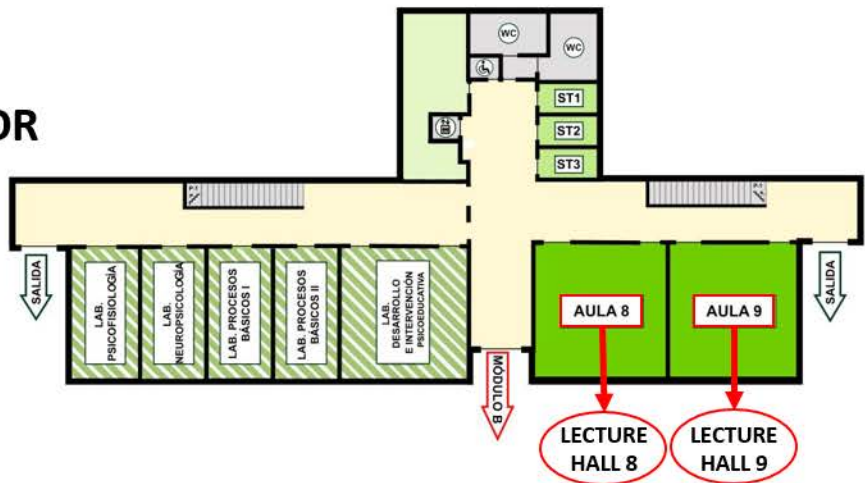 WC
WC
OR
ST1
ST2
ST3
SALIDA
LAB.
PSICOFISIOLOGÍA
LAB.
NEUROPSICOLOGÍA
LAB. PROCESOS
BÁSICOS I
LAB. PROCESOS
BÁSICOS II
LAB.
DESARROLLO
E INTERVENCIÓN
PSICOEDUCATIVA
MÓDULO B
AULA 8
AULA 9
SALIDA
LECTURE
HALL 8
LECTURE
HALL 9